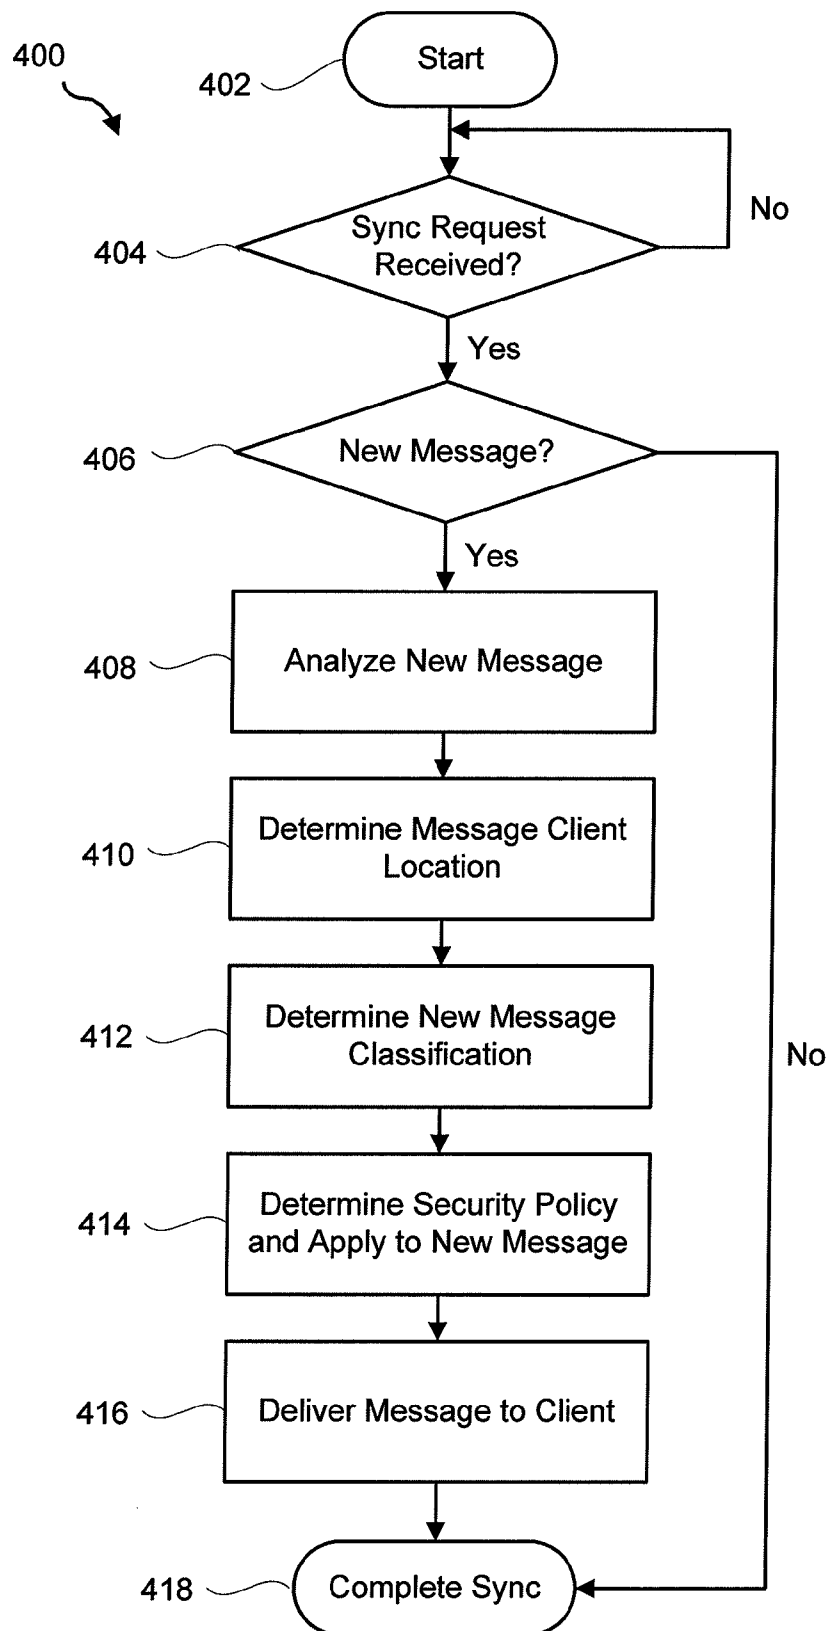 400
Start
402
No
Sync Request
Received?
404
Yes
New Message?
406
Yes
Analyze New Message
408
Determine Message Client
Location
410
Determine New Message
Classification
412
No
Determine Security Policy
and Apply to New Message
414
Deliver Message to Client
416
Complete Sync
418